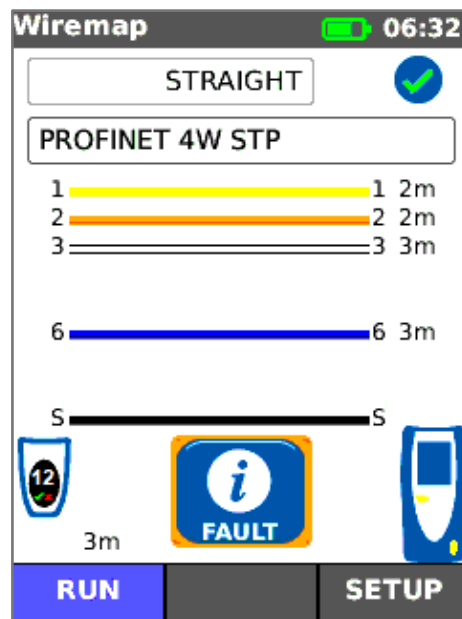 Wiremap 06:32
STRAIGHT
PROFINET 4W STP
1 1 2m
2 2 2m
3 3 3m
6 6 3m
S S
12
i
FAULT
3m
RUN SETUP